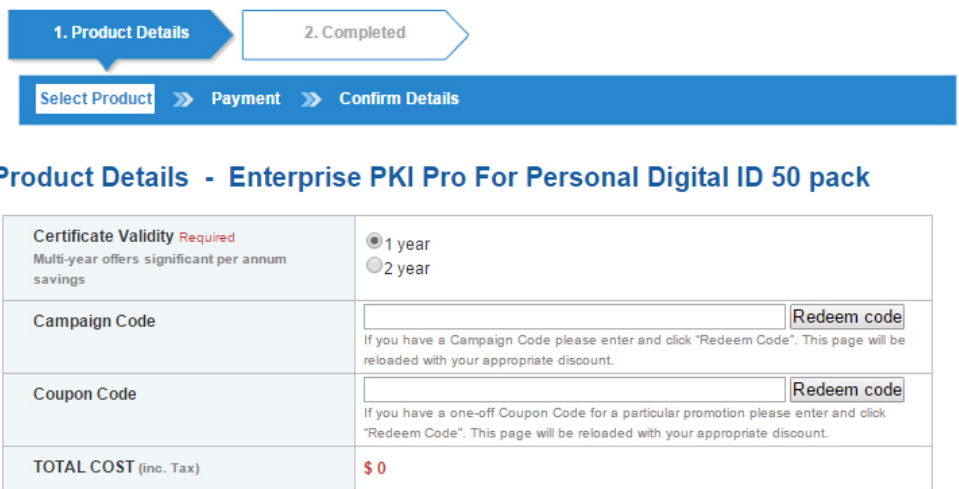 1. Product Details
2. Completed
Select Product
Payment
Confirm Details
Product Details - Enterprise PKI Pro For Personal Digital ID 50 pack
Certificate Validity Required
Multi-year offers significant per annum
savings
1 year
2 year
Campaign Code
Redeem code
If you have a Campaign Code please enter and click "Redeem Code". This page will be
reloaded with your appropriate discount.
Coupon Code
Redeem code
If you have a one-off Coupon Code for a particular promotion please enter and click
"Redeem Code". This page will be reloaded with your appropriate discount.
TOTAL COST (inc. Tax)
$ 0